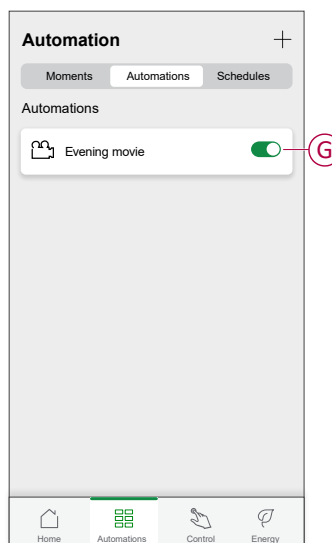 Automation
Moments Automations Schedules
Automations
Evening movie
G
Home Automations Control Energy